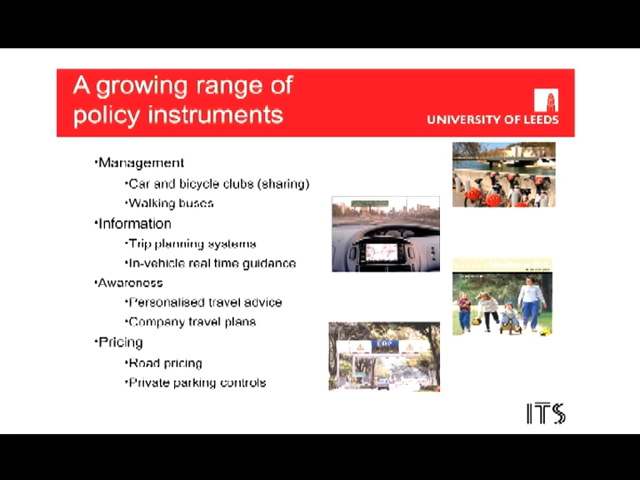 A growing range of
policy instruments
UNIVERSITY OF LEEDS
•Management
•Car and bicycle clubs (sharing)
•Walking buses
•Information
•Trip planning systems
•In-vehicle real time guidance
•Awareness
•Personalised travel advice
•Company travel plans
•Pricing
•Road pricing
•Private parking controls
ITS